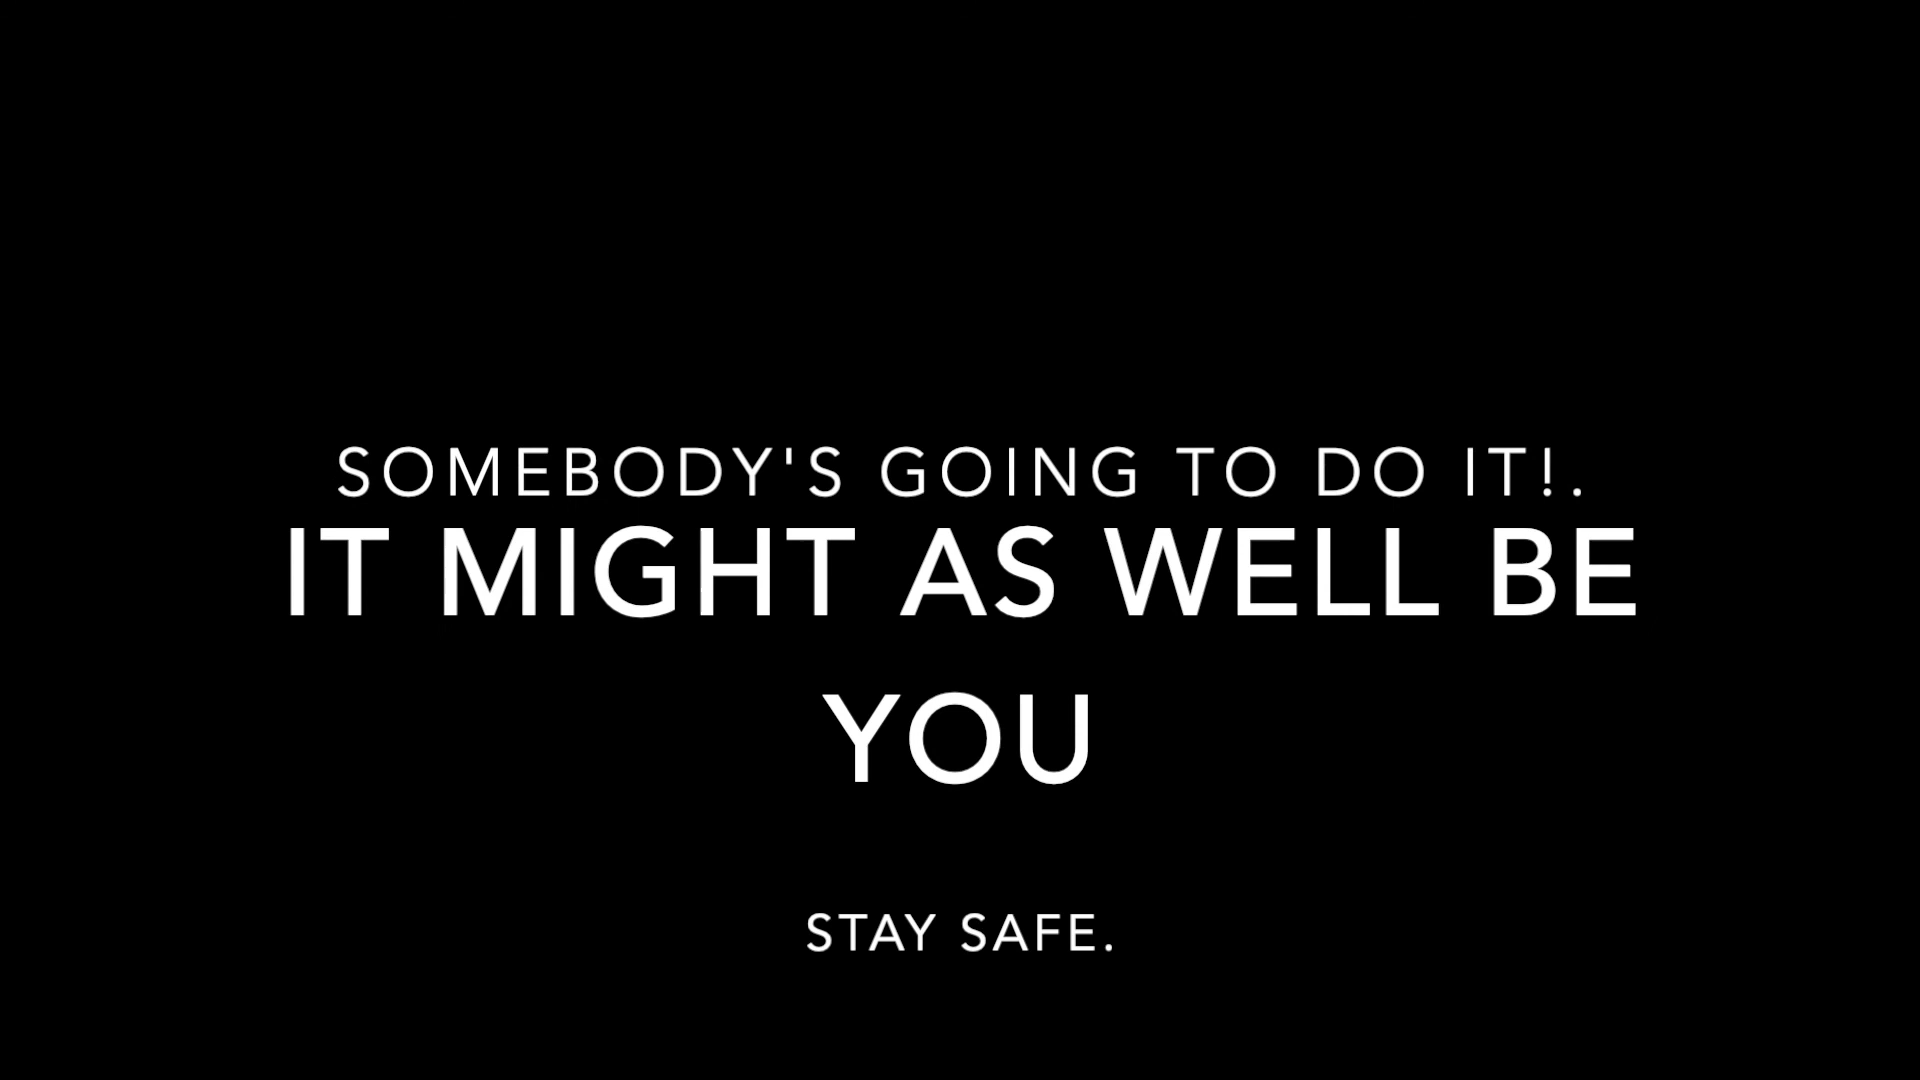 SOMEBODY'S GOING TO DO IT!.
IT MIGHT AS WELL BE
YOU
STAY SAFE.